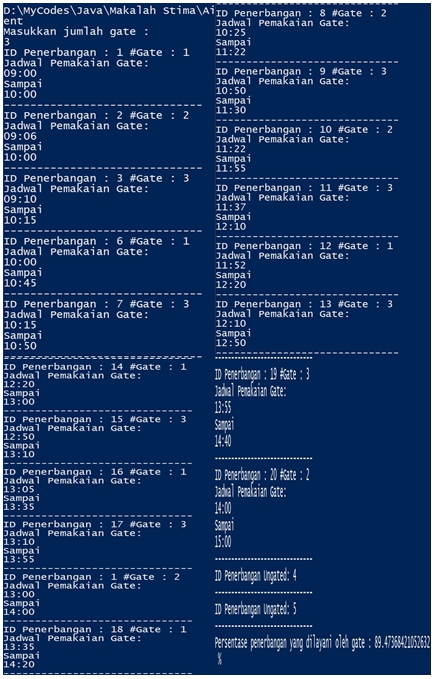 D:\MyCodes\Java\Makalah Stima\Ai
ent
Masukkan jumlah gate :
3
ID Penerbangan : 1 #Gate : 1
Jadwal Pemakaian Gate:
09:00
Sampai
10:00
--------------------------------
ID Penerbangan : 2 #Gate : 2
Jadwal Pemakaian Gate:
09:06
Sampai
10:00
--------------------------------
ID Penerbangan : 3 #Gate : 3
Jadwal Pemakaian Gate:
09:10
Sampai
10:15
--------------------------------
ID Penerbangan : 6 #Gate : 1
Jadwal Pemakaian Gate:
10:00
Sampai
10:45
--------------------------------
ID Penerbangan : 7 #Gate : 3
Jadwal Pemakaian Gate:
10:15
Sampai
10:50
--------------------------------
ID Penerbangan : 8 #Gate : 2
Jadwal Pemakaian Gate:
10:25
Sampai
11:22
--------------------------------
ID Penerbangan : 9 #Gate : 3
Jadwal Pemakaian Gate:
10:50
Sampai
11:30
--------------------------------
ID Penerbangan : 10 #Gate : 2
Jadwal Pemakaian Gate:
11:22
Sampai
11:55
--------------------------------
ID Penerbangan : 11 #Gate : 3
Jadwal Pemakaian Gate:
11:37
Sampai
12:10
--------------------------------
ID Penerbangan : 12 #Gate : 1
Jadwal Pemakaian Gate:
11:52
Sampai
12:20
--------------------------------
ID Penerbangan : 13 #Gate : 3
Jadwal Pemakaian Gate:
12:10
Sampai
12:50
--------------------------------
ID Penerbangan : 14 #Gate : 1
Jadwal Pemakaian Gate:
12:20
Sampai
13:00
--------------------------------
ID Penerbangan : 15 #Gate : 3
Jadwal Pemakaian Gate:
12:50
Sampai
13:10
--------------------------------
ID Penerbangan : 16 #Gate : 1
Jadwal Pemakaian Gate:
13:05
Sampai
13:35
--------------------------------
ID Penerbangan : 17 #Gate : 3
Jadwal Pemakaian Gate:
13:10
Sampai
13:55
--------------------------------
ID Penerbangan : 1 #Gate : 2
Jadwal Pemakaian Gate:
13:00
Sampai
14:00
--------------------------------
ID Penerbangan : 18 #Gate : 1
Jadwal Pemakaian Gate:
13:35
Sampai
14:20
--------------------------------
ID Penerbangan : 19 #Gate : 3
Jadwal Pemakaian Gate:
13:55
Sampai
14:40
--------------------------------
ID Penerbangan : 20 #Gate : 2
Jadwal Pemakaian Gate:
14:00
Sampai
15:00
--------------------------------
ID Penerbangan Ungated: 4
--------------------------------
ID Penerbangan Ungated: 5
--------------------------------
Persentase penerbangan yang dilayani oleh gate : 89.47368421052632
%